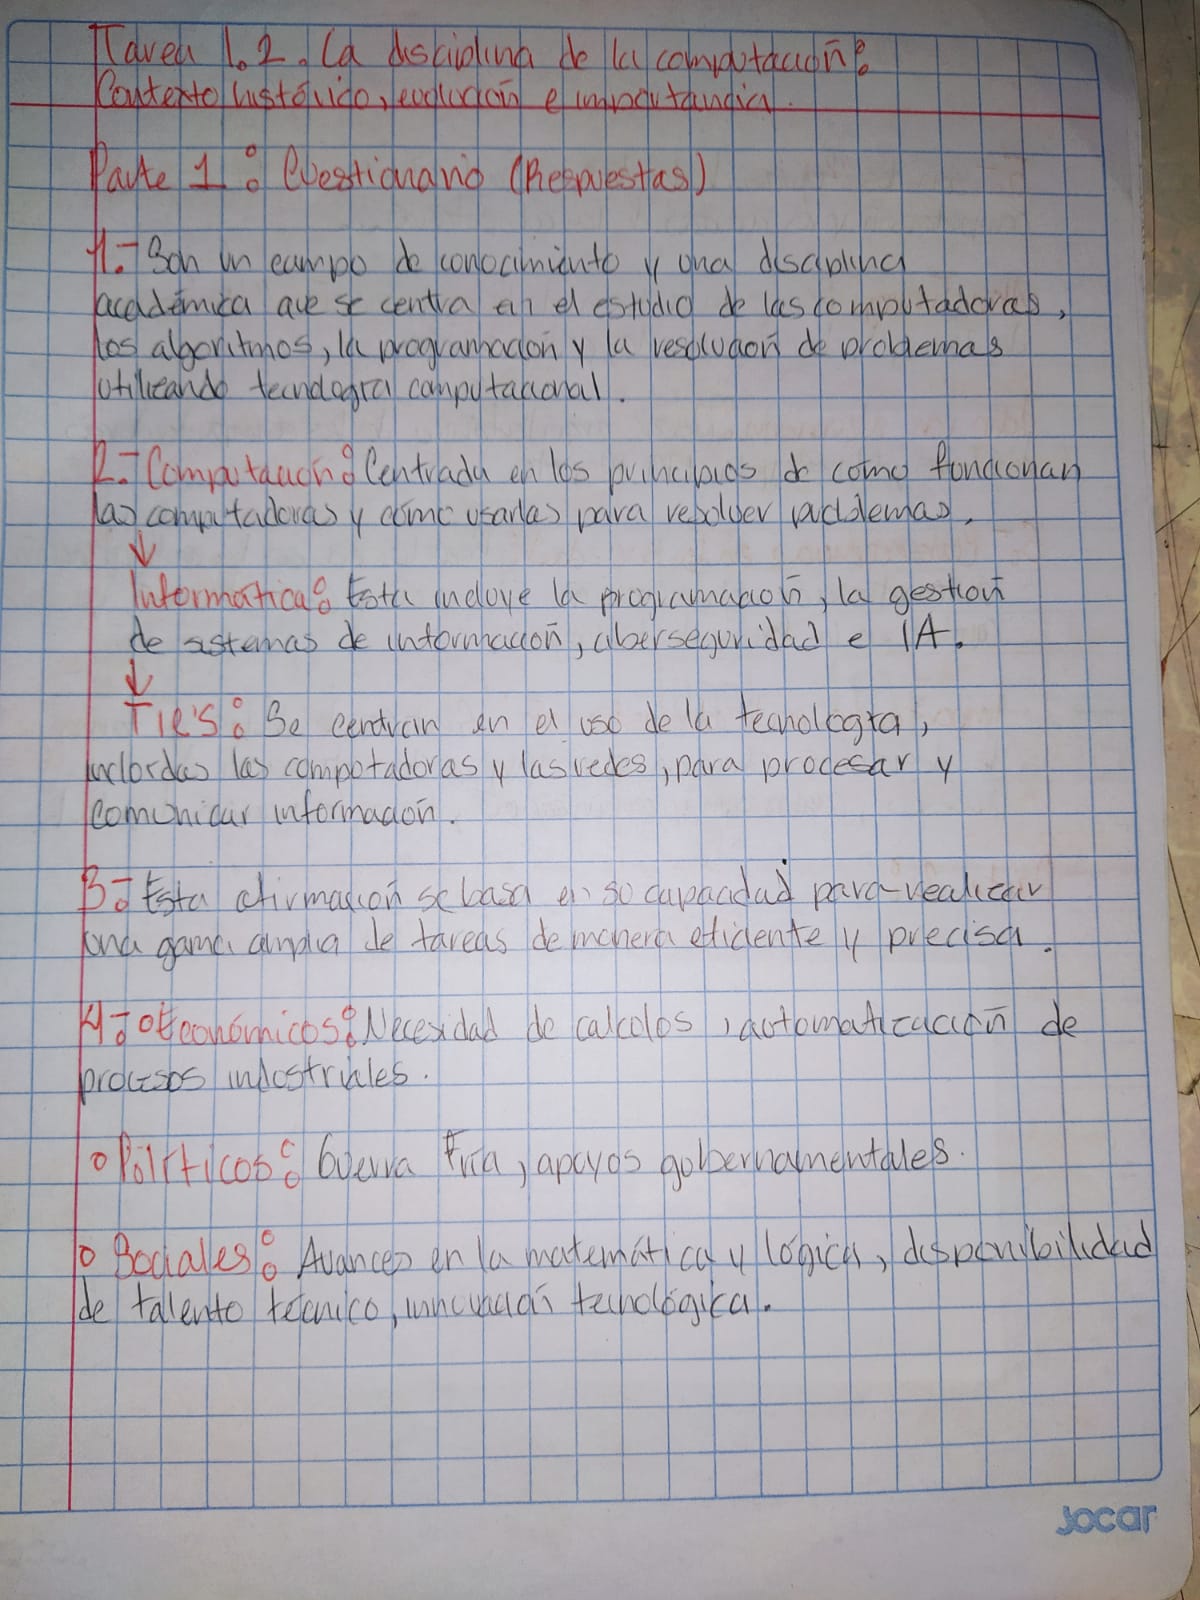 Tarea 1.2. La disciplina de la computación:
Contexto histórico, evolución e importancia.
Parte 1: Cuestionario (Respuestas)
1.- Son un campo de conocimiento y una disciplina
académica que se centra en el estudio de las computadoras,
los algoritmos, la programación y la resolución de problemas
utilizando tecnología computacional.
2.- Computación: Centrada en los principios de como funcionan
las computadoras y cómo usarlas para resolver problemas.
↓
Informática: Esta incluye la programación, la gestión
de sistemas de información, ciberseguridad e IA.
↓
TIC'S: Se centran en el uso de la tecnología,
incluidas las computadoras y las redes, para procesar y
comunicar información.
3.- Esta afirmación se basa en su capacidad para realizar
una gama amplia de tareas de manera eficiente y precisa.
4.- o Económicos: Necesidad de calculos, automatización de
procesos industriales.
o Políticos: Guerra Fría, apoyos gobernamentales.
o Sociales: Avances en la matemática y lógica, disponibilidad
de talento técnico, innovación tecnológica.
Jocar